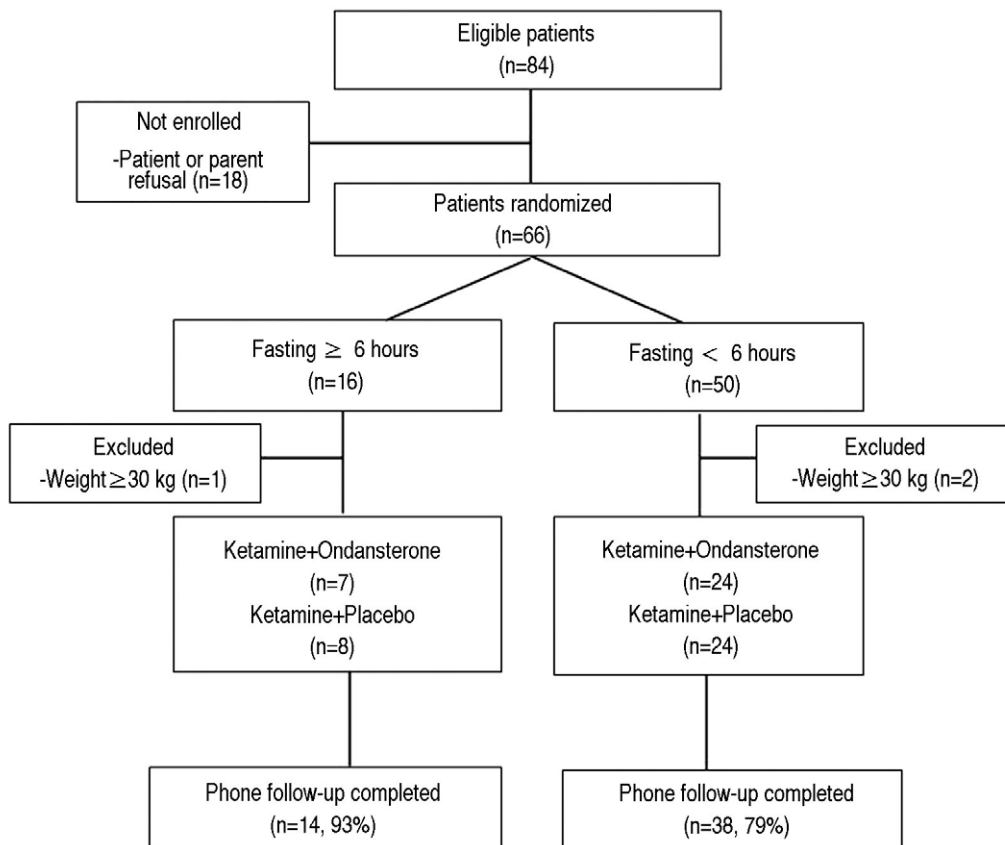 Eligible patients
(n=84)
Not enrolled
-Patient or parent
refusal (n=18)
Patients randomized
(n=66)
Fasting ≥ 6 hours
(n=16)
Fasting < 6 hours
(n=50)
Excluded
-Weight≥30 kg (n=1)
Excluded
-Weight≥30 kg (n=2)
Ketamine+Ondansterone
(n=7)
Ketamine+Placebo
(n=8)
Ketamine+Ondansterone
(n=24)
Ketamine+Placebo
(n=24)
Phone follow-up completed
(n=14, 93%)
Phone follow-up completed
(n=38, 79%)